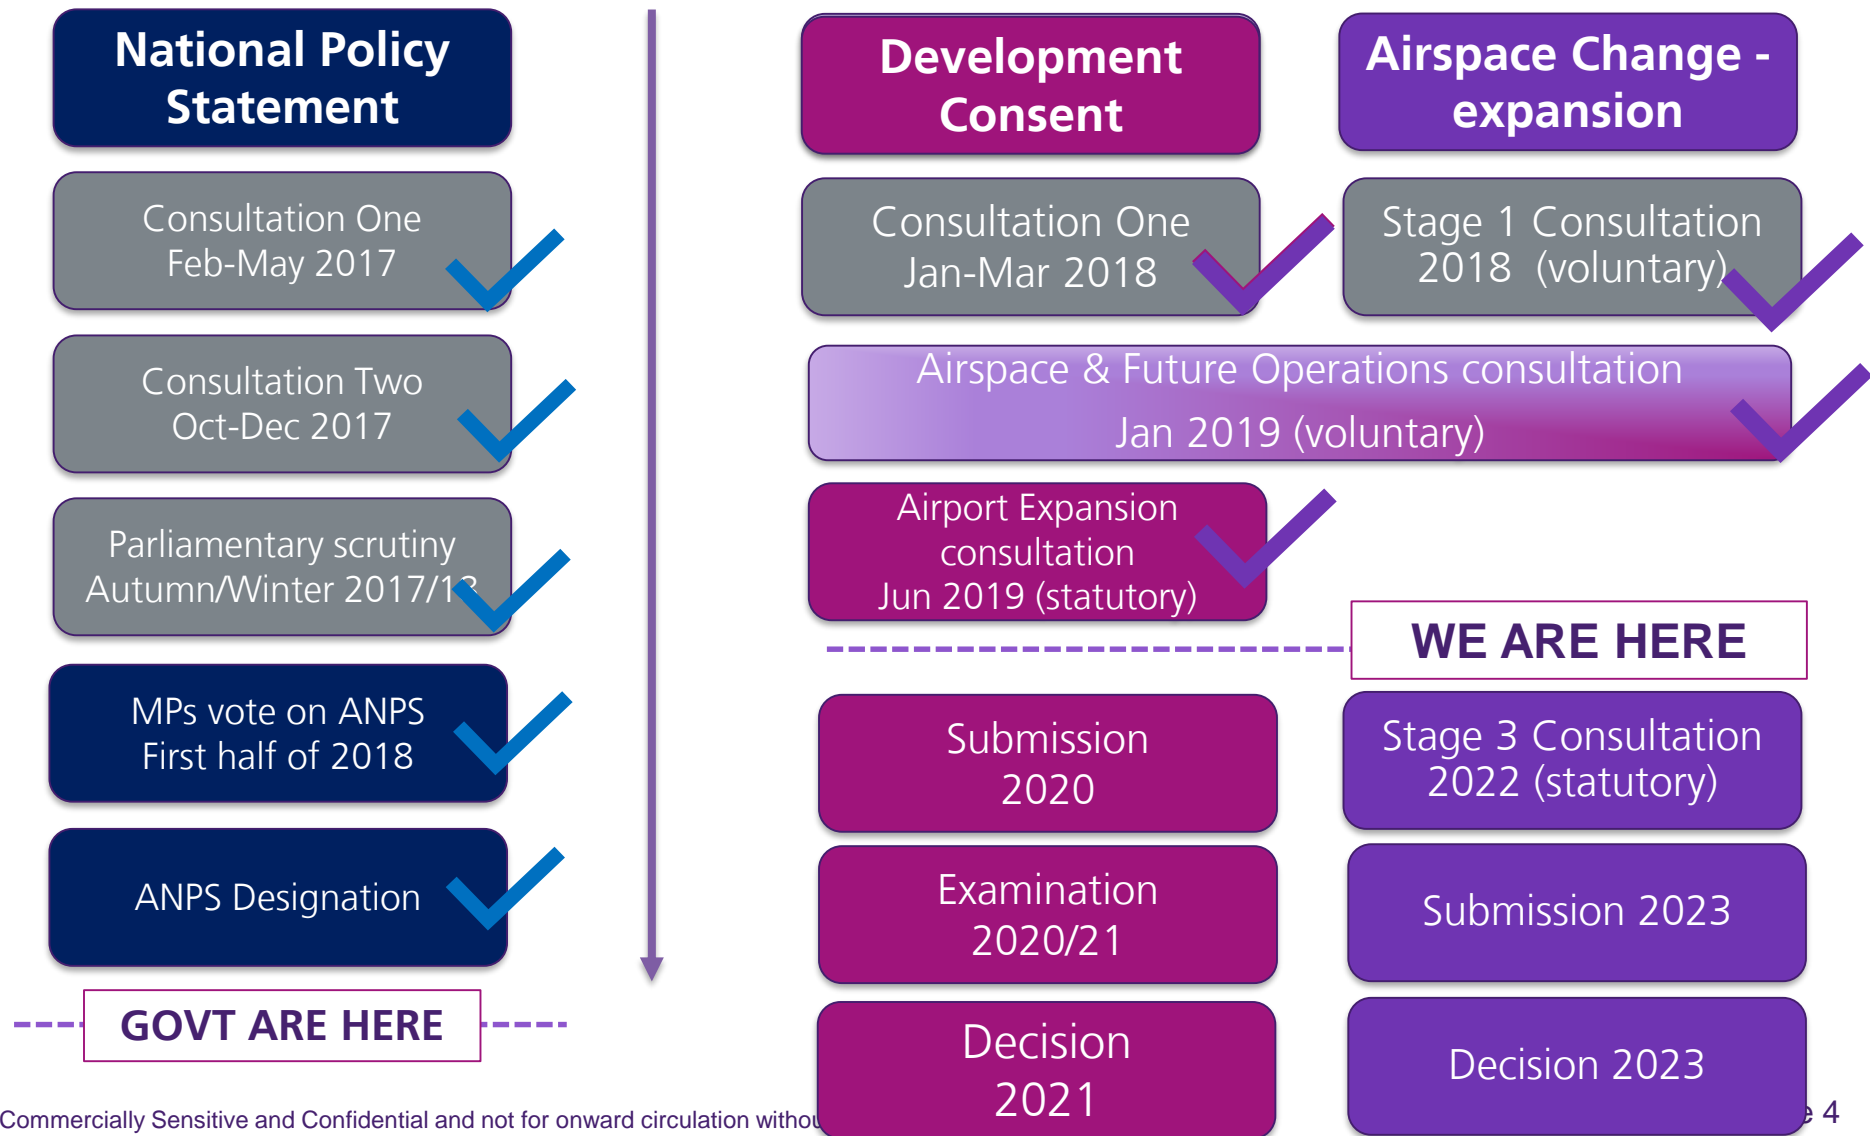 National Policy
Statement
Consultation One
Feb-May 2017
Consultation Two
Oct-Dec 2017
Parliamentary scrutiny
Autumn/Winter 2017/18
MPs vote on ANPS
First half of 2018
ANPS Designation
GOVT ARE HERE
Development
Consent
Airspace Change -
expansion
Consultation One
Jan-Mar 2018
Stage 1 Consultation
2018 (voluntary)
Airspace & Future Operations consultation
Jan 2019 (voluntary)
Airport Expansion
consultation
Jun 2019 (statutory)
WE ARE HERE
Submission
2020
Stage 3 Consultation
2022 (statutory)
Examination
2020/21
Submission 2023
Decision
2021
Decision 2023
Commercially Sensitive and Confidential and not for onward circulation
4